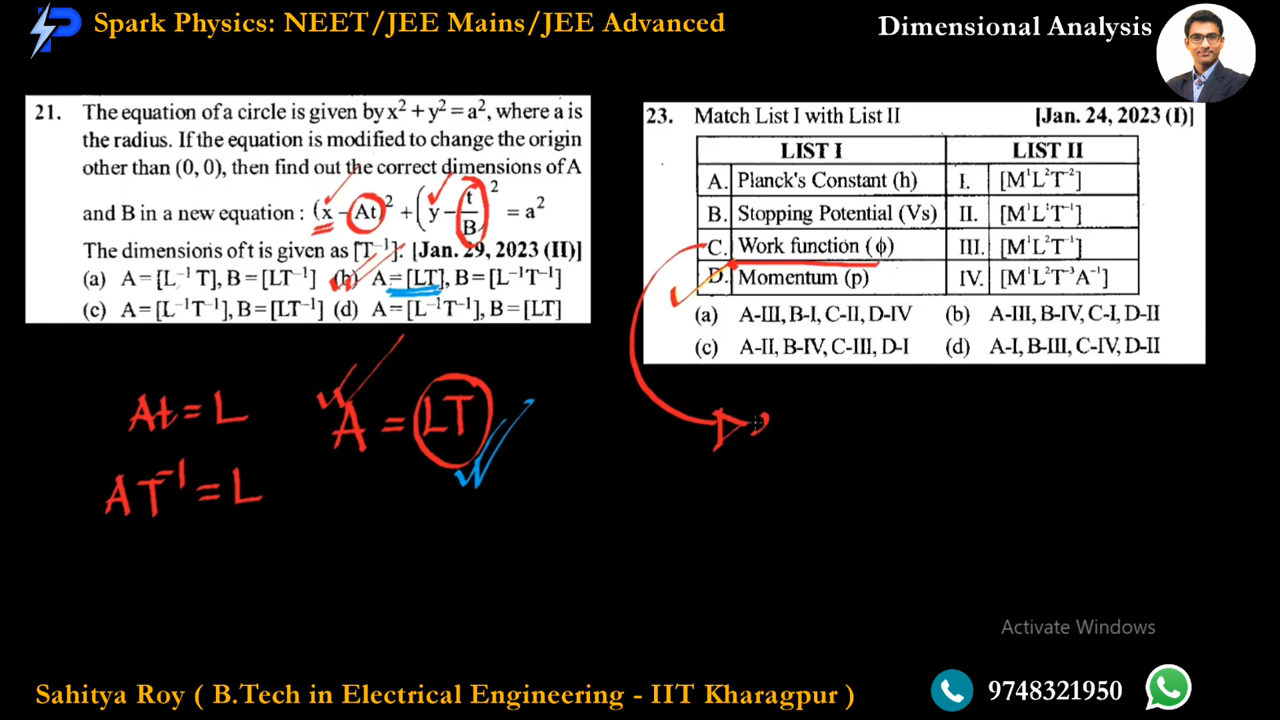 Spark Physics: NEET/JEE Mains/JEE Advanced
Dimensional Analysis
21. The equation of a circle is given by x² + y² = a², where a is
the radius. If the equation is modified to change the origin
other than (0, 0), then find out the correct dimensions of A
and B in a new equation : (x − At)² + (y − t/B)² = a²
The dimensions of t is given as [T⁻¹]. [Jan. 29, 2023 (II)]
(a) A = [L⁻¹T], B = [LT⁻¹] (b) A = [LT], B = [L⁻¹T⁻¹]
(c) A = [L⁻¹T⁻¹], B = [LT⁻¹] (d) A = [L⁻¹T⁻¹], B = [LT]
At = L
A = LT
AT⁻¹ = L
23. Match List I with List II [Jan. 24, 2023 (I)]
LIST I LIST II
A. Planck's Constant (h) I. [M¹L²T⁻²]
B. Stopping Potential (Vs) II. [M¹L¹T⁻¹]
C. Work function (ϕ) III. [M¹L²T⁻¹]
D. Momentum (p) IV. [M¹L²T⁻³A⁻¹]
(a) A-III, B-I, C-II, D-IV (b) A-III, B-IV, C-I, D-II
(c) A-II, B-IV, C-III, D-I (d) A-I, B-III, C-IV, D-II
Activate Windows
Sahitya Roy ( B.Tech in Electrical Engineering - IIT Kharagpur )
9748321950